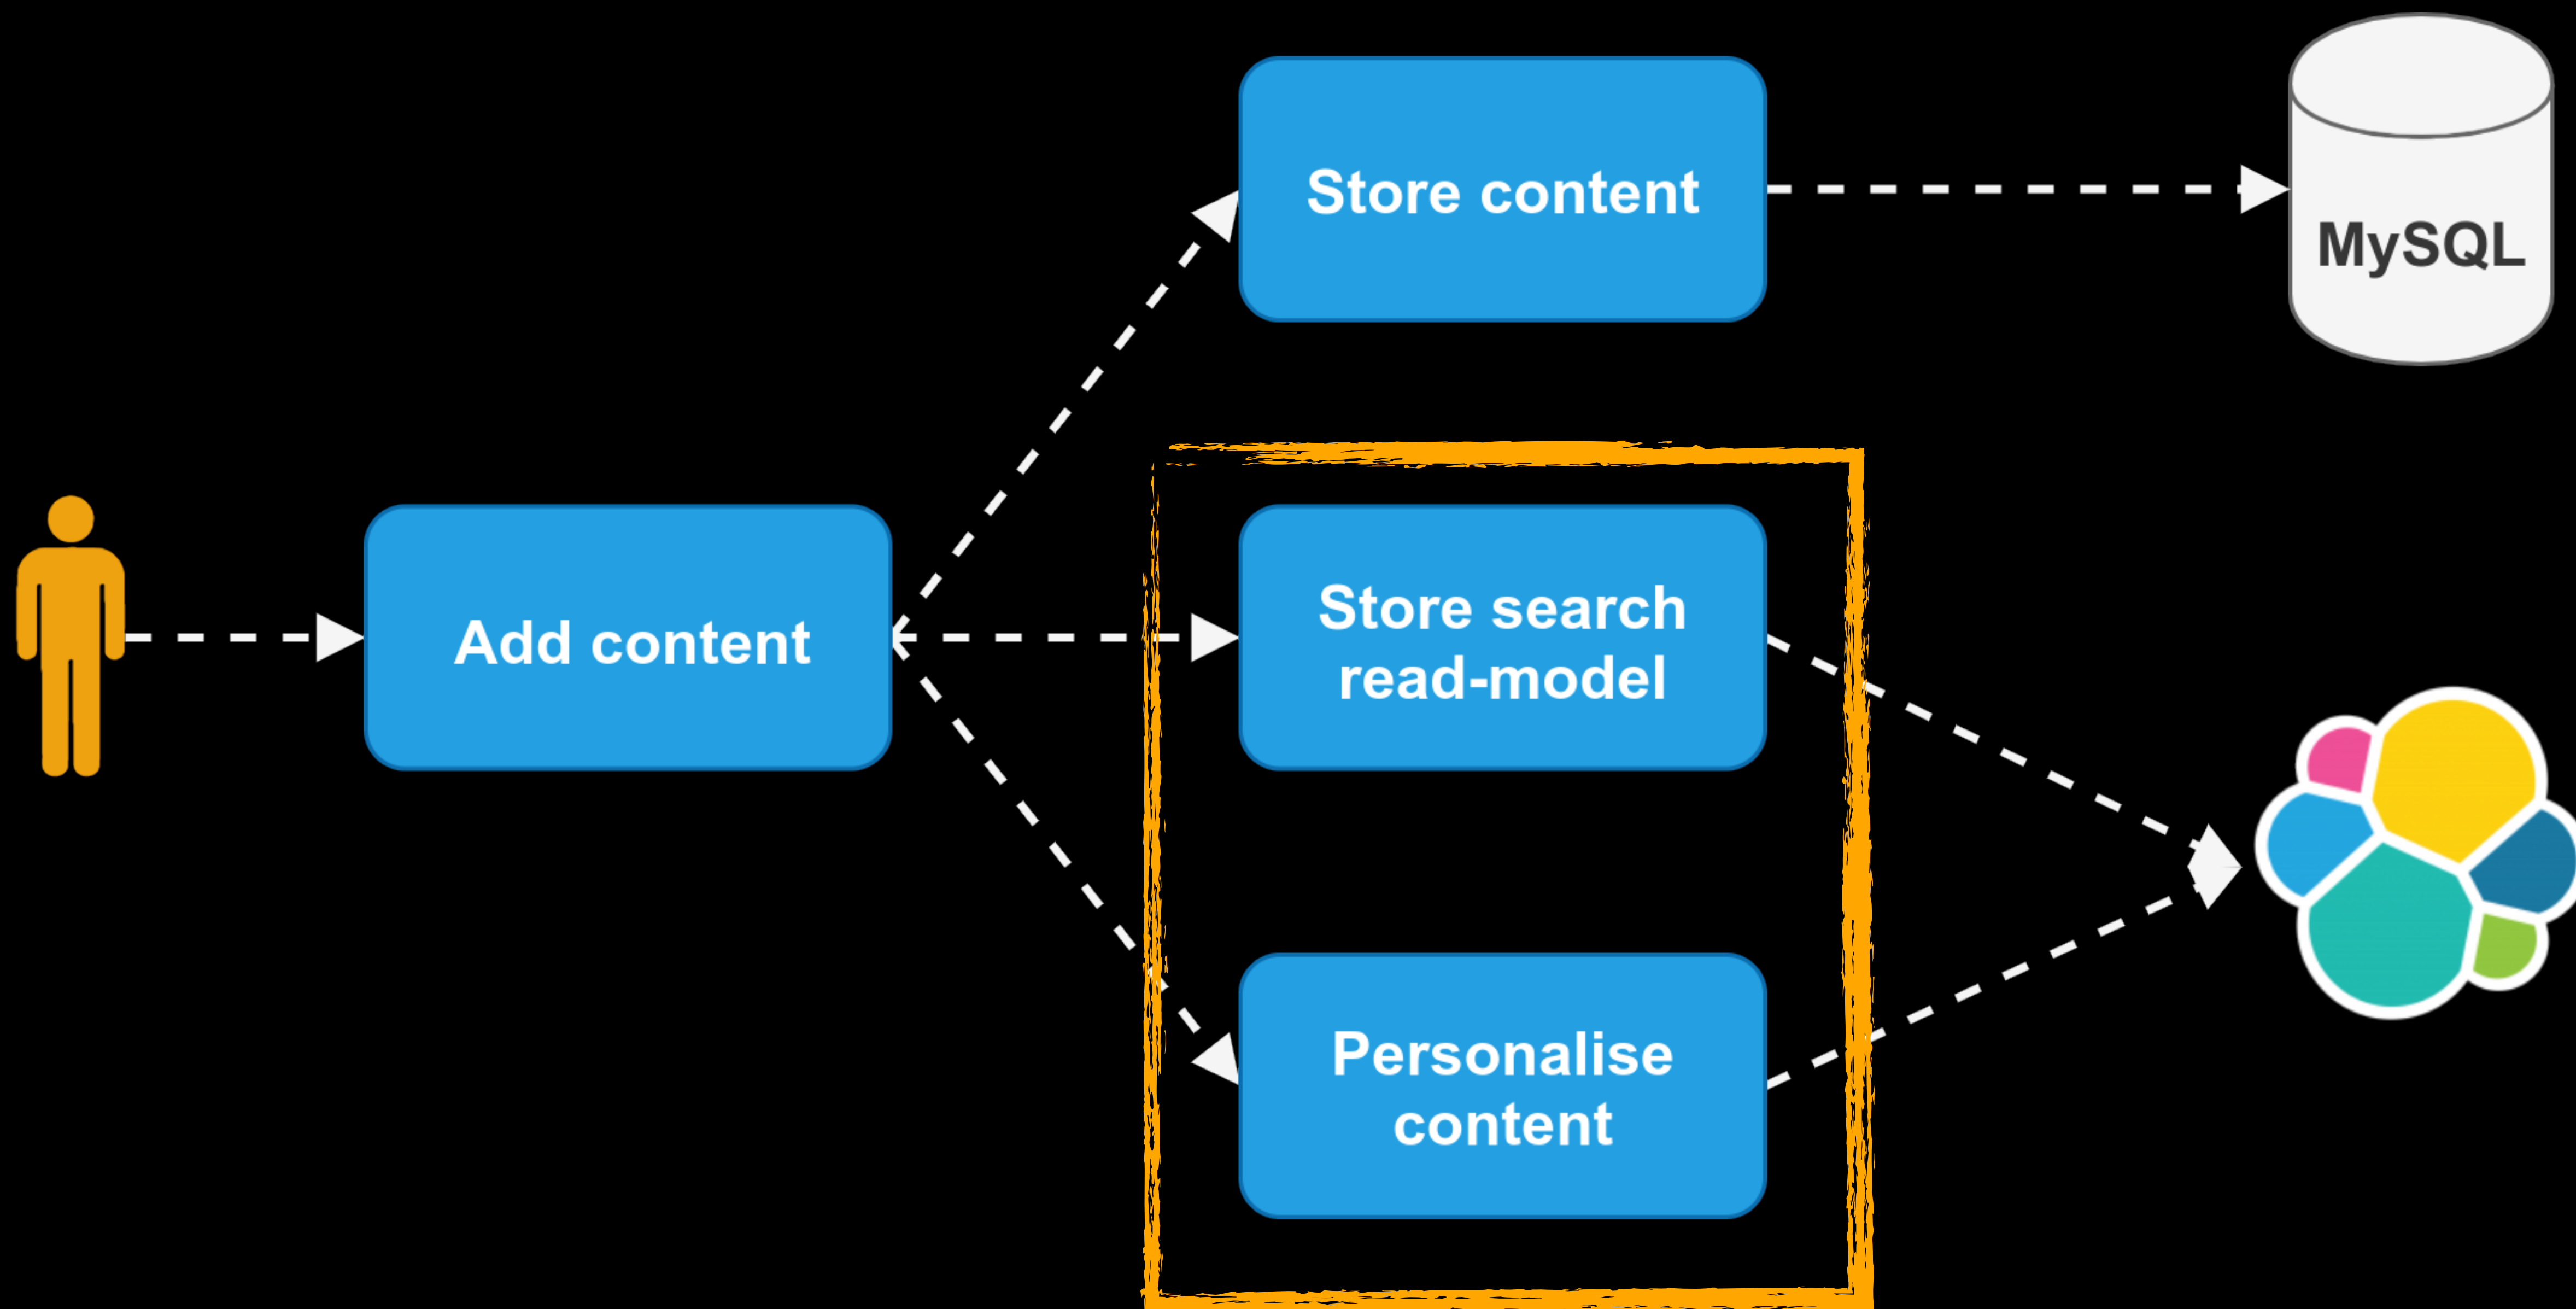 Store content
MySQL
Add content
Store search
read-model
Personalise
content